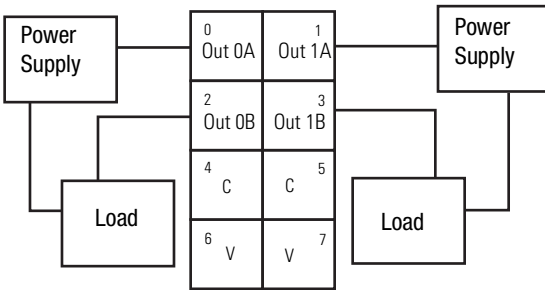 Power
Supply
0
Out 0A
1
Out 1A
Power
Supply
2
Out 0B
3
Out 1B
4
C
5
C
Load
Load
6
V
7
V